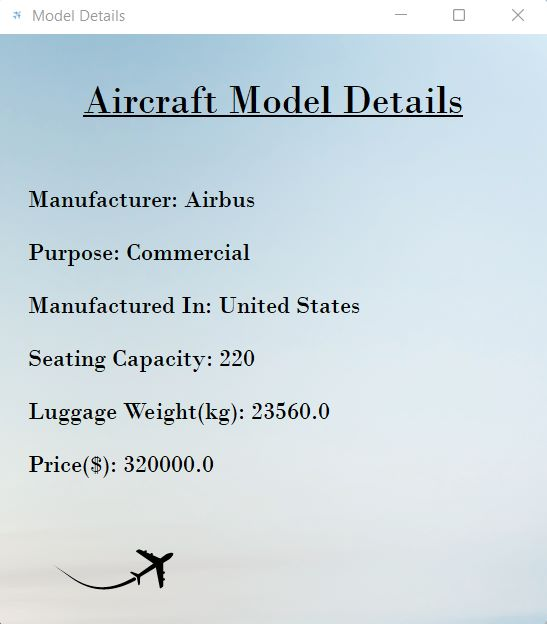 Model Details
Aircraft Model Details
Manufacturer: Airbus
Purpose: Commercial
Manufactured In: United States
Seating Capacity: 220
Luggage Weight(kg): 23560.0
Price($): 320000.0